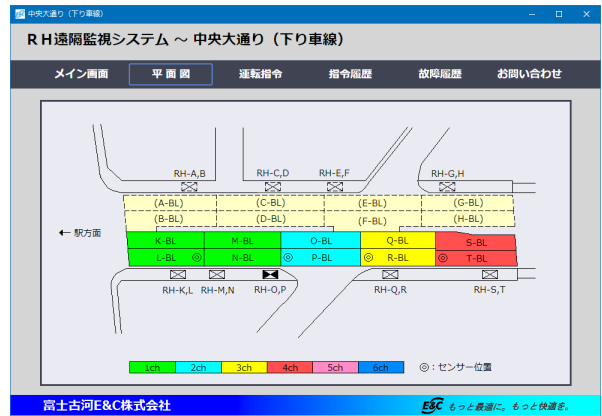 中央大通り（下り車線）
ＲＨ遠隔監視システム ～ 中央大通り（下り車線）
メイン画面 平 面 図 運転指令 指令履歴 故障履歴 お問い合わせ
RH-A,B RH-C,D RH-E,F RH-G,H
(A-BL) (C-BL) (E-BL) (G-BL)
(B-BL) (D-BL) (F-BL) (H-BL)
← 駅方面
K-BL M-BL O-BL Q-BL S-BL
L-BL ◎ N-BL ◎ P-BL ◎ R-BL ◎ T-BL
RH-K,L RH-M,N RH-O,P RH-Q,R RH-S,T
1ch 2ch 3ch 4ch 5ch 6ch ◎：センサー位置
富士古河E&C株式会社 E&C もっと最適に。もっと快適を。